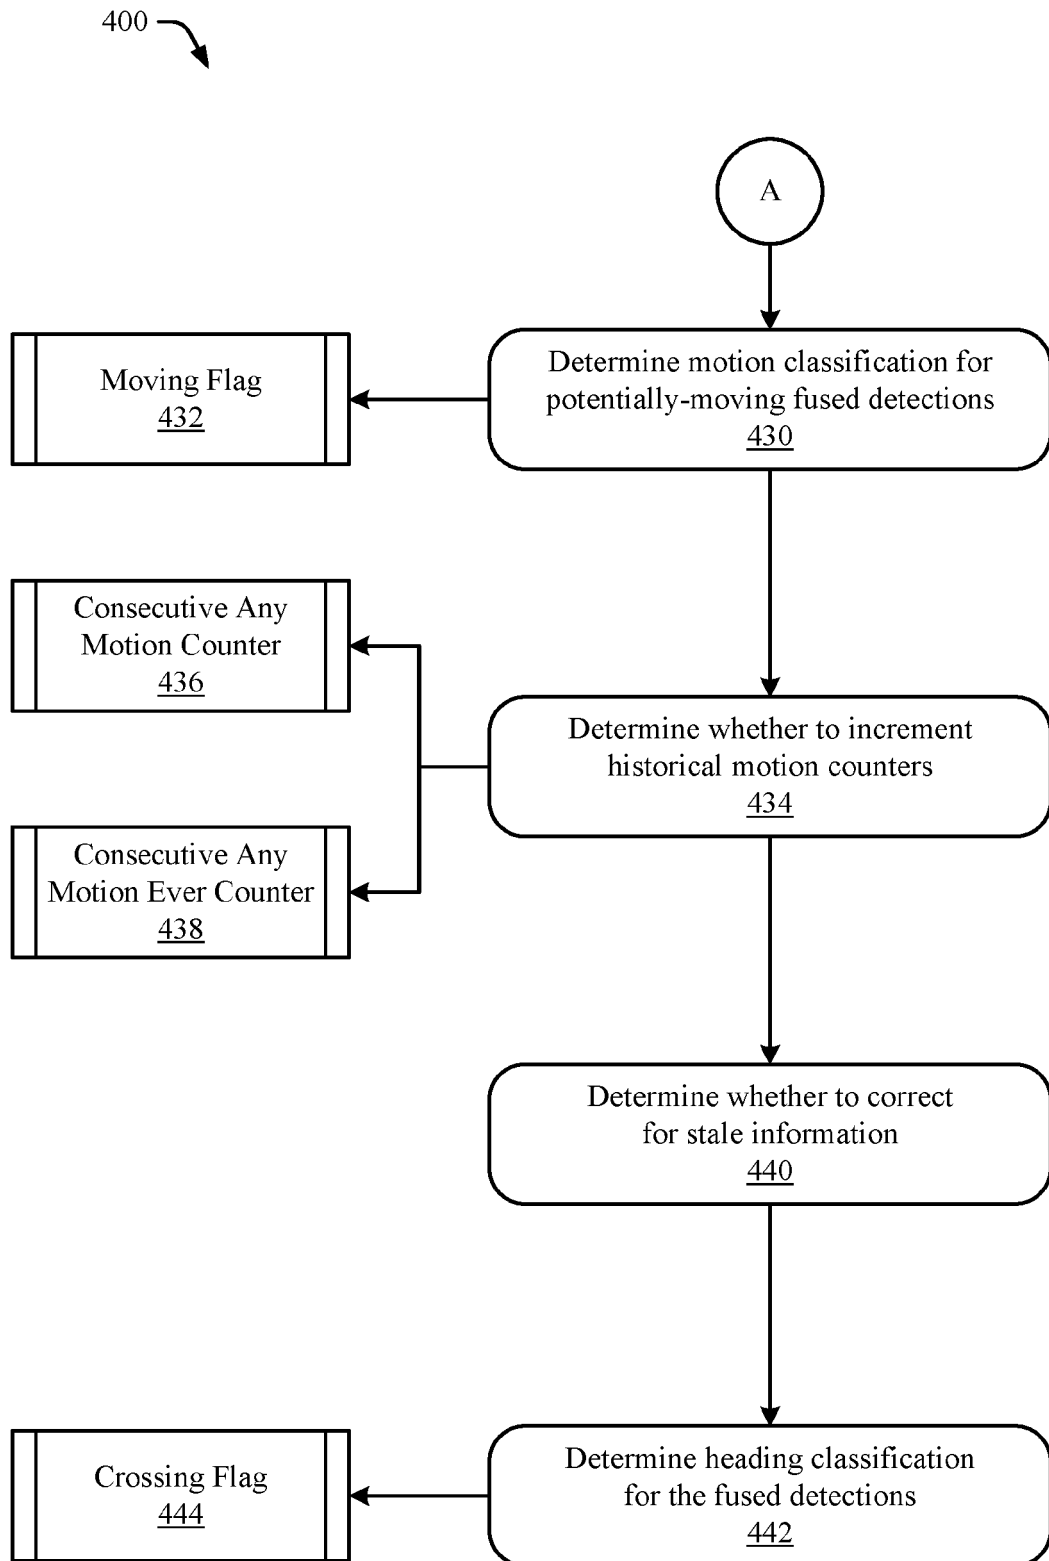 400
A
Determine motion classification for
potentially-moving fused detections
430
Moving Flag
432
Consecutive Any
Motion Counter
436
Determine whether to increment
historical motion counters
434
Consecutive Any
Motion Ever Counter
438
Determine whether to correct
for stale information
440
Determine heading classification
for the fused detections
442
Crossing Flag
444